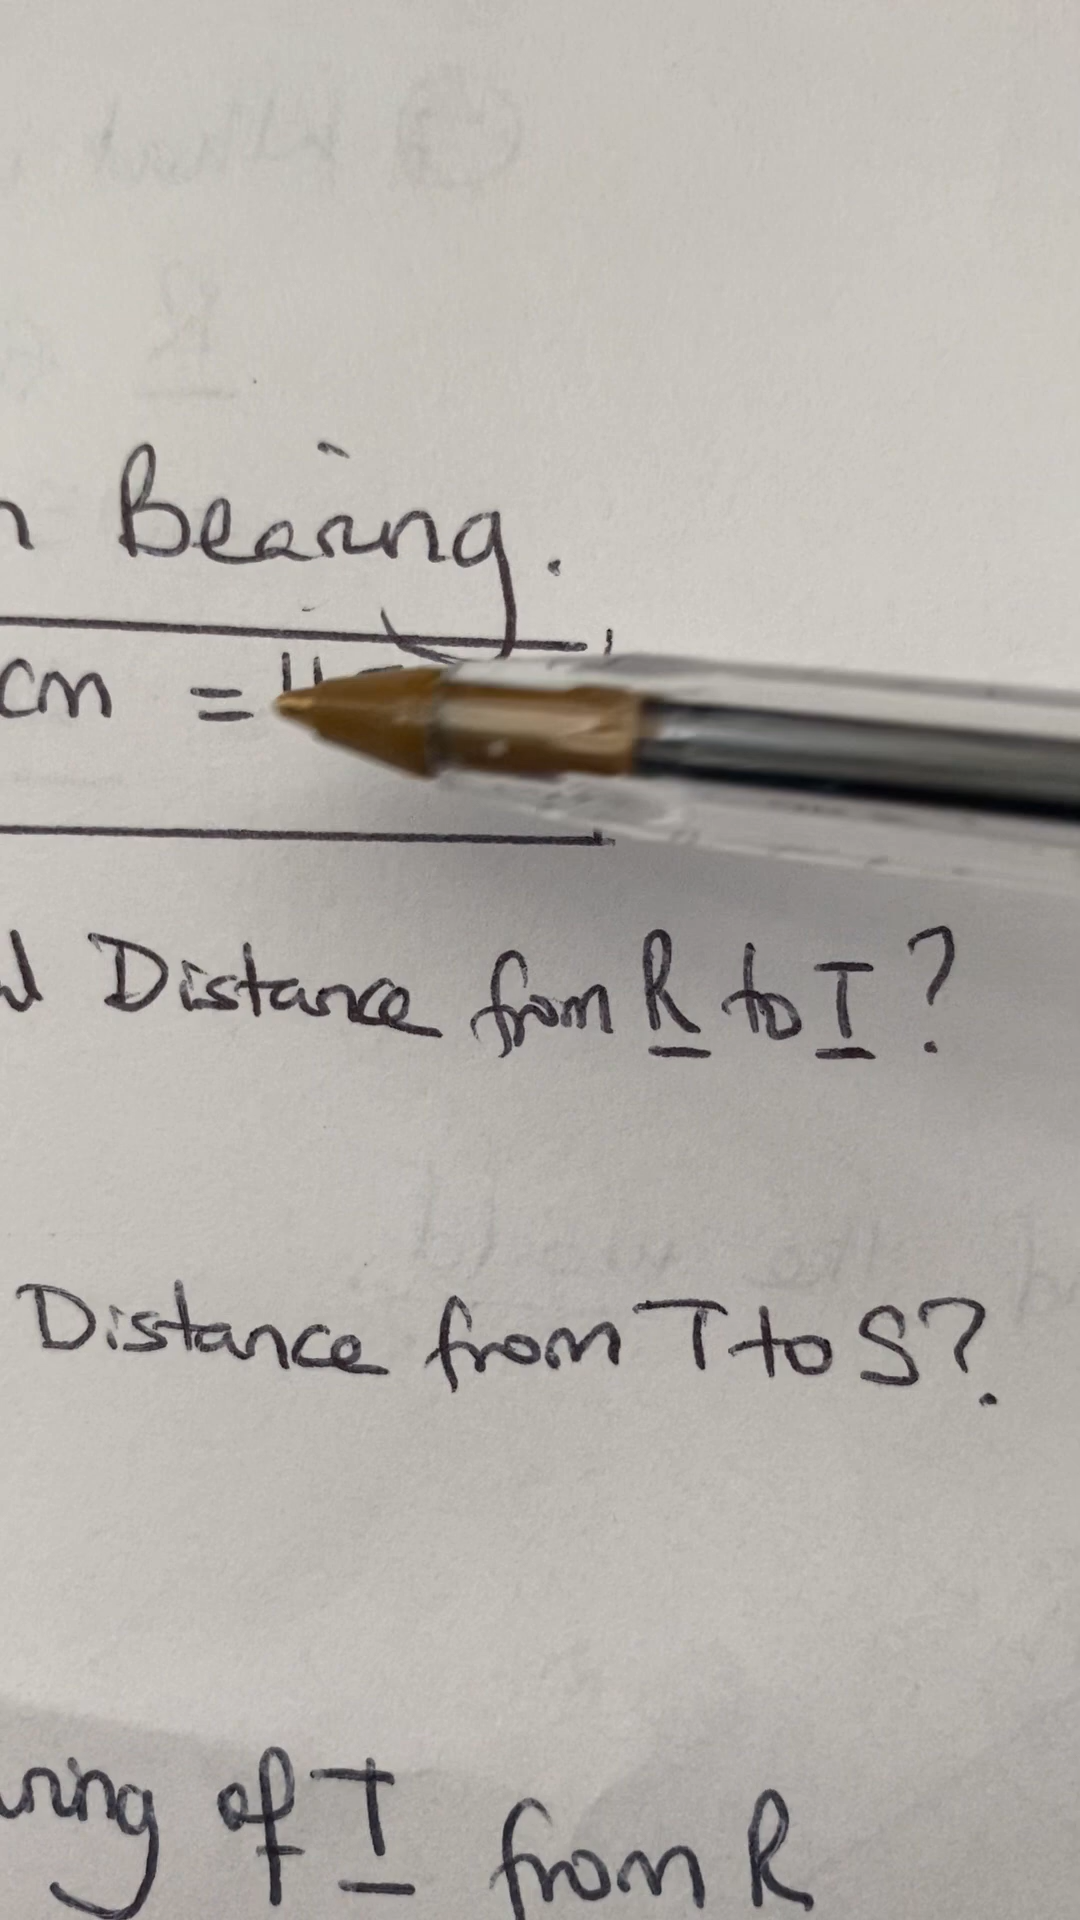 Bearing.
cm =
Distance from R to T?
Distance from T to S?
of T from R